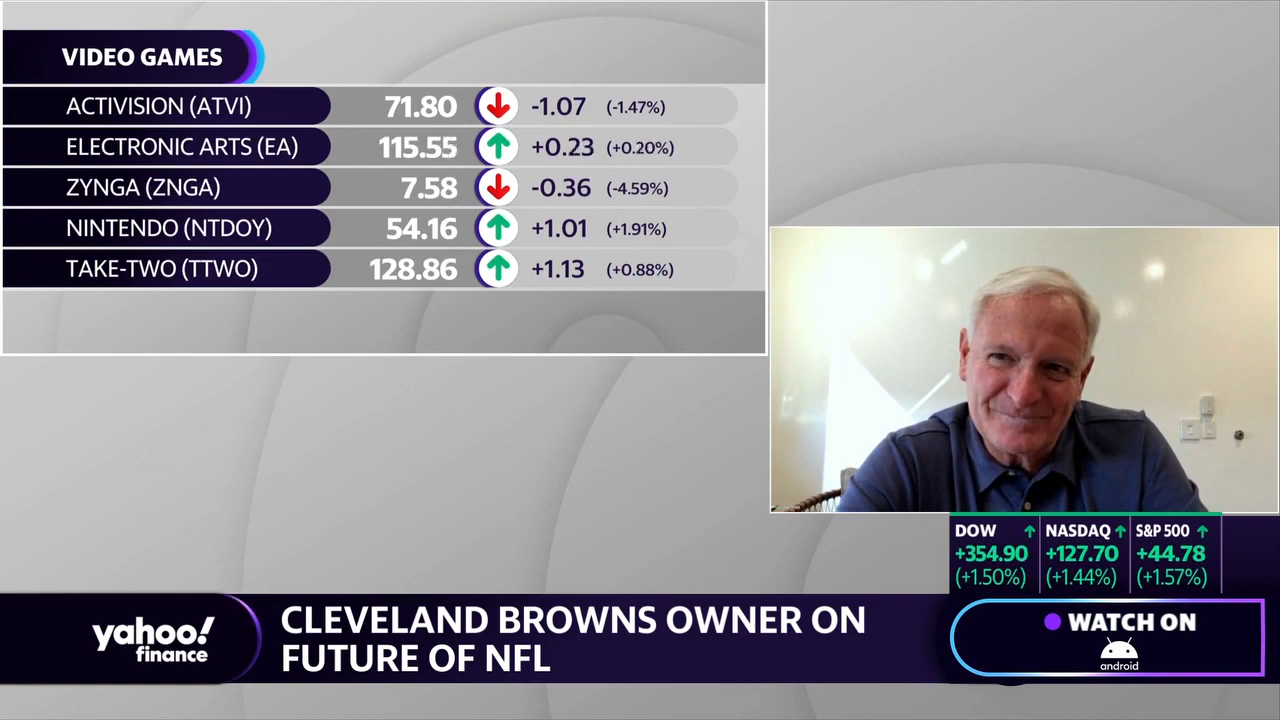 VIDEO GAMES
ACTIVISION (ATVI) 71.80 -1.07 (-1.47%)
ELECTRONIC ARTS (EA) 115.55 +0.23 (+0.20%)
ZYNGA (ZNGA) 7.58 -0.36 (-4.59%)
NINTENDO (NTDOY) 54.16 +1.01 (+1.91%)
TAKE-TWO (TTWO) 128.86 +1.13 (+0.88%)
DOW NASDAQ S&P 500
+354.90 +127.70 +44.78
(+1.50%) (+1.44%) (+1.57%)
yahoo!
finance
CLEVELAND BROWNS OWNER ON
FUTURE OF NFL
WATCH ON
android